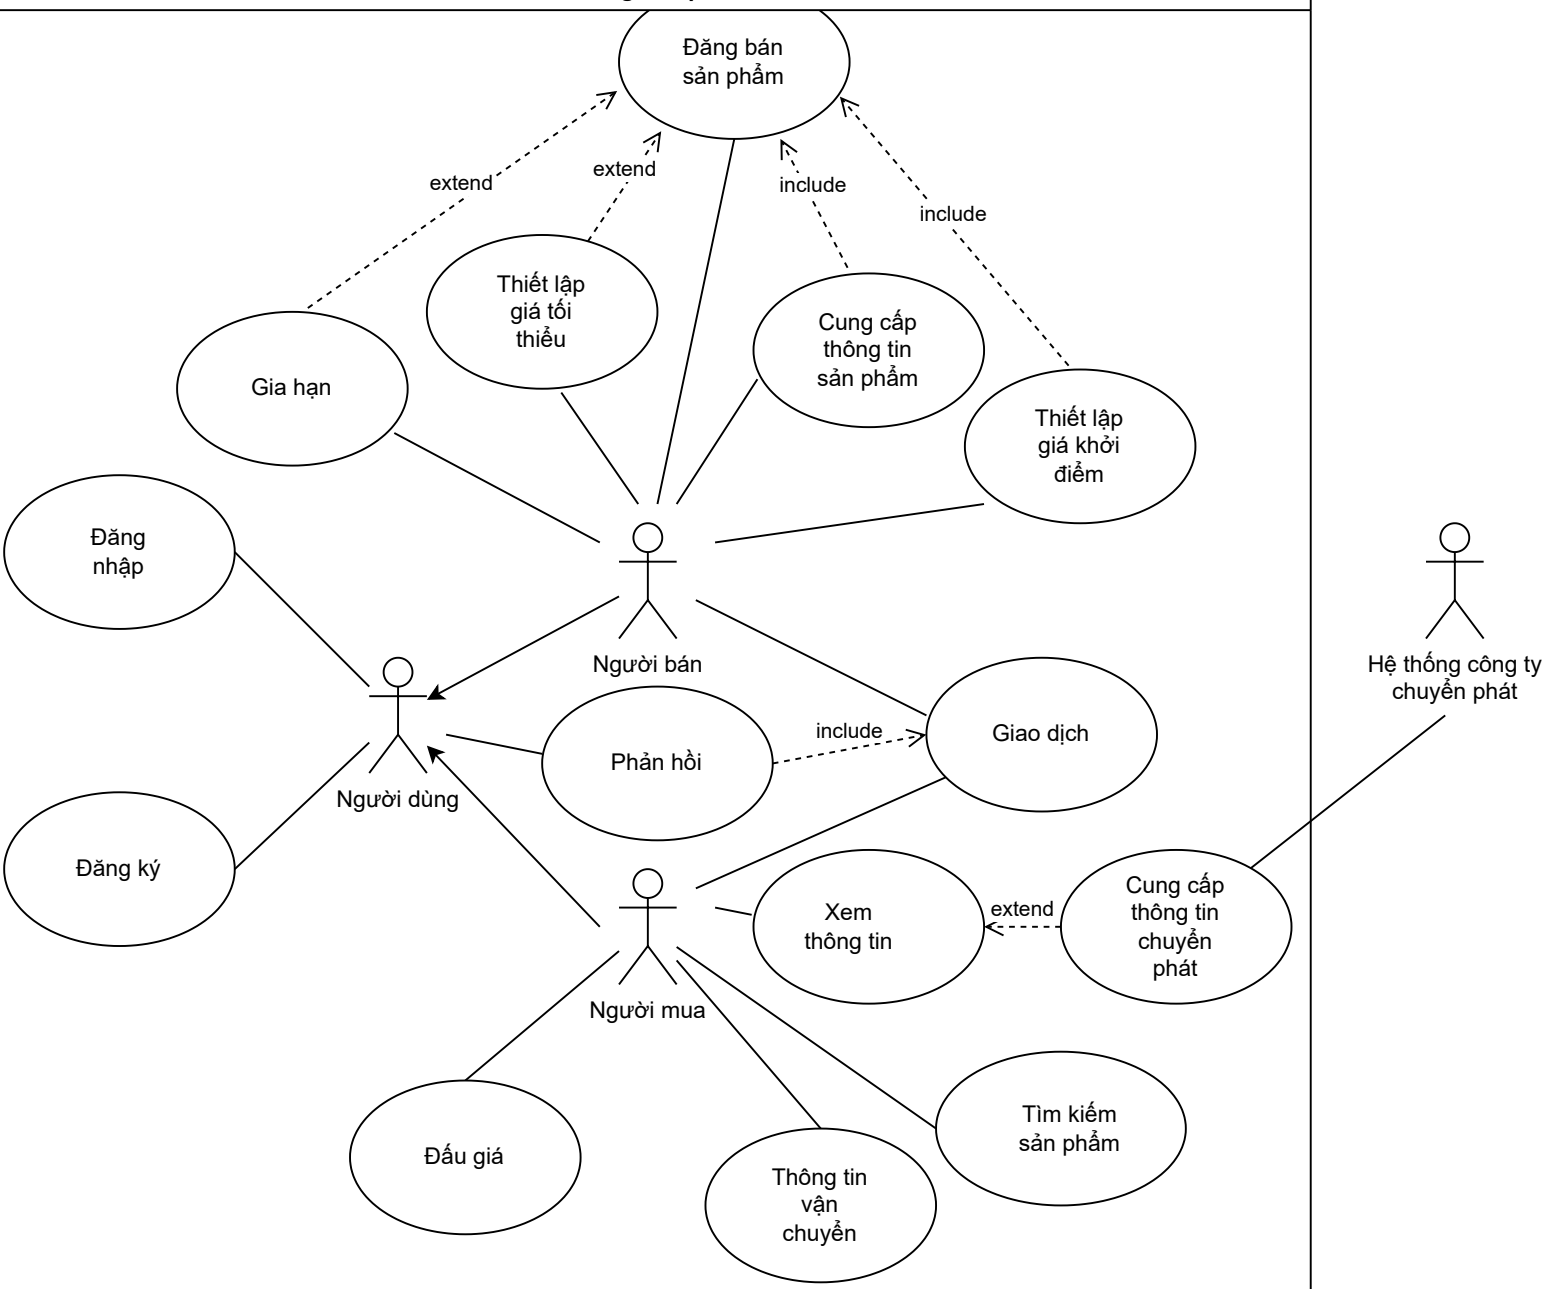 Đăng bán
sản phẩm
extend
extend
include
include
Thiết lập
giá tối
thiểu
Cung cấp
thông tin
sản phẩm
Gia hạn
Thiết lập
giá khởi
điểm
Đăng
nhập
Người bán
Hệ thống công ty
chuyển phát
Phản hồi
include
Giao dịch
Người dùng
Đăng ký
Xem
thông tin
extend
Cung cấp
thông tin
chuyển
phát
Người mua
Đấu giá
Thông tin
vận
chuyển
Tìm kiếm
sản phẩm